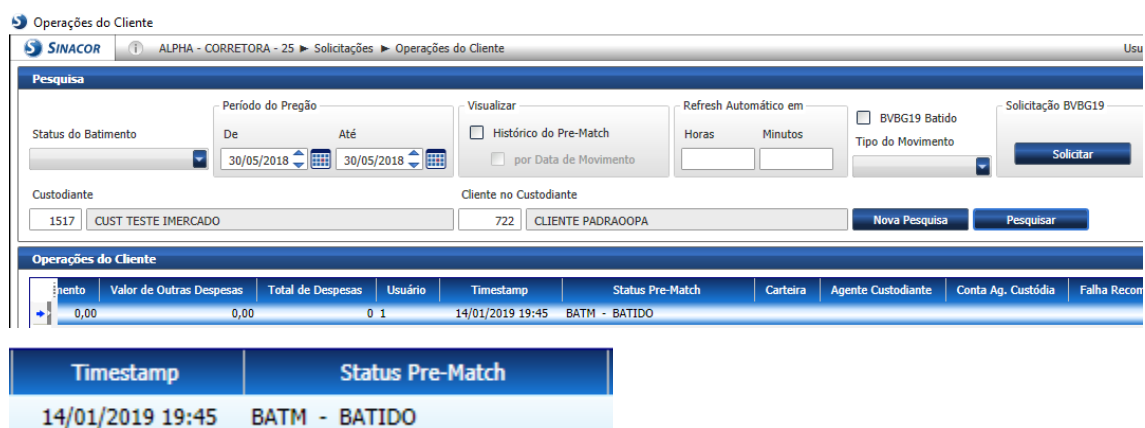 Operações do Cliente
SINACOR ALPHA - CORRETORA - 25 ► Solicitações ► Operações do Cliente Usu
Pesquisa
Período do Pregão Visualizar Refresh Automático em BVBG19 Batido Solicitação BVBG19
Status do Batimento De Até Histórico do Pre-Match Horas Minutos Tipo do Movimento
30/05/2018 30/05/2018 por Data de Movimento Solicitar
Custodiante Cliente no Custodiante
1517 CUST TESTE IMERCADO 722 CLIENTE PADRAOOPA Nova Pesquisa Pesquisar
Operações do Cliente
mento Valor de Outras Despesas Total de Despesas Usuário Timestamp Status Pre-Match Carteira Agente Custodiante Conta Ag. Custódia Falha Recom
0,00 0,00 0 1 14/01/2019 19:45 BATM - BATIDO
Timestamp Status Pre-Match
14/01/2019 19:45 BATM - BATIDO